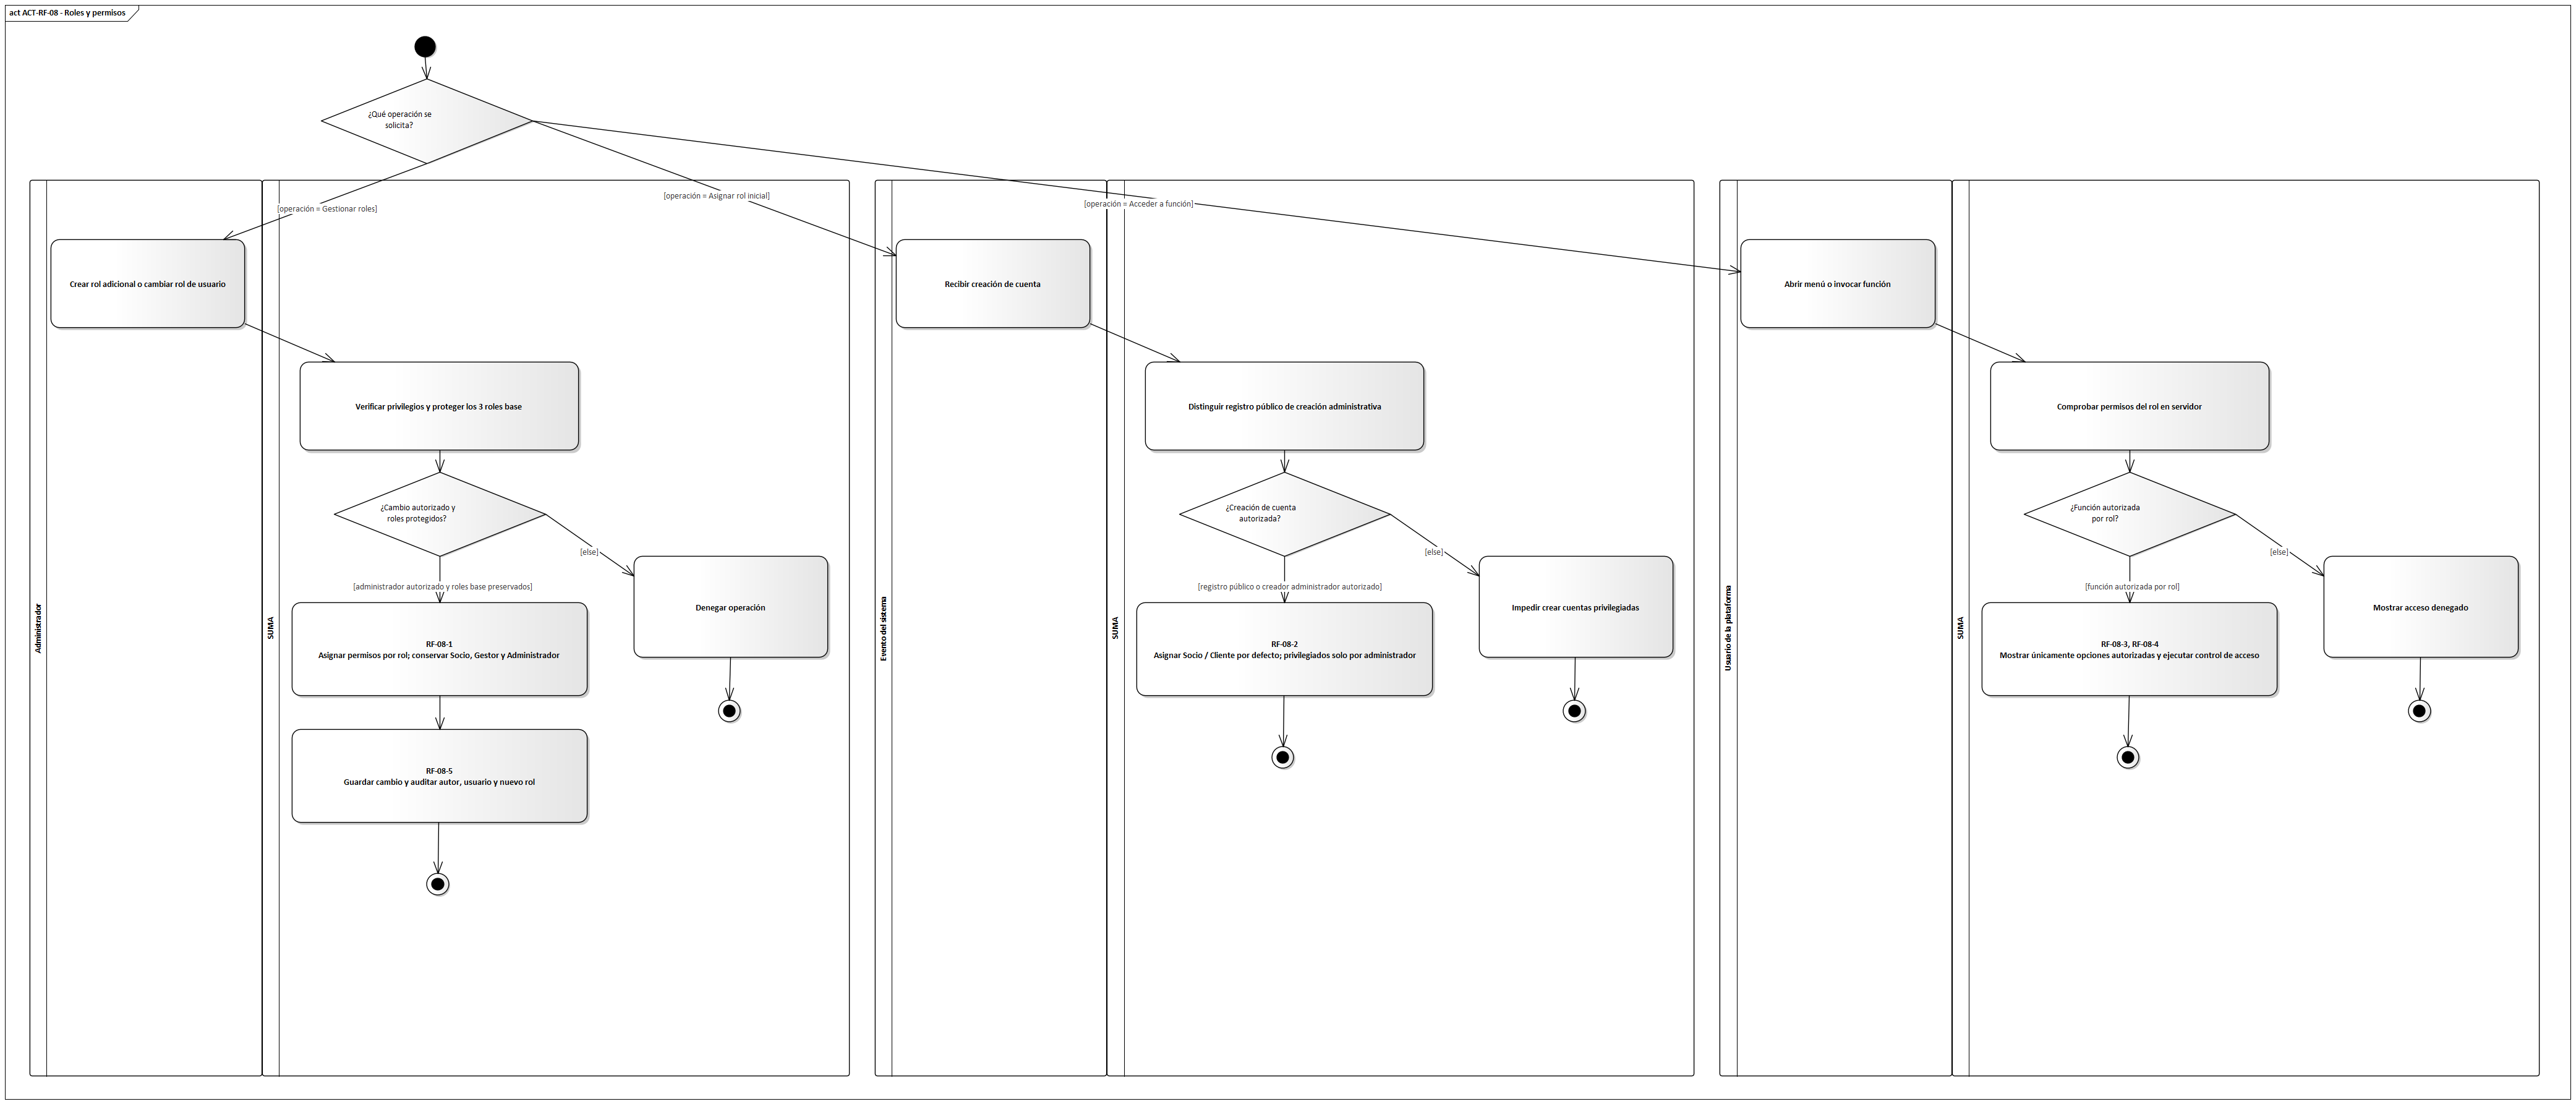 act ACT-RF-08 - Roles y permisos
¿Qué operación se
solicita?
[operación = Gestionar roles]
[operación = Asignar rol inicial]
[operación = Acceder a función]
Administrador
SUMA
Crear rol adicional o cambiar rol de usuario
Verificar privilegios y proteger los 3 roles base
¿Cambio autorizado y
roles protegidos?
[else]
[administrador autorizado y roles base preservados]
Denegar operación
RF-08-1
Asignar permisos por rol; conservar Socio, Gestor y Administrador
RF-08-5
Guardar cambio y auditar autor, usuario y nuevo rol
Evento del sistema
SUMA
Recibir creación de cuenta
Distinguir registro público de creación administrativa
¿Creación de cuenta
autorizada?
[else]
[registro público o creador administrador autorizado]
Impedir crear cuentas privilegiadas
RF-08-2
Asignar Socio / Cliente por defecto; privilegiados solo por administrador
Usuario de la plataforma
SUMA
Abrir menú o invocar función
Comprobar permisos del rol en servidor
¿Función autorizada
por rol?
[else]
[función autorizada por rol]
Mostrar acceso denegado
RF-08-3, RF-08-4
Mostrar únicamente opciones autorizadas y ejecutar control de acceso